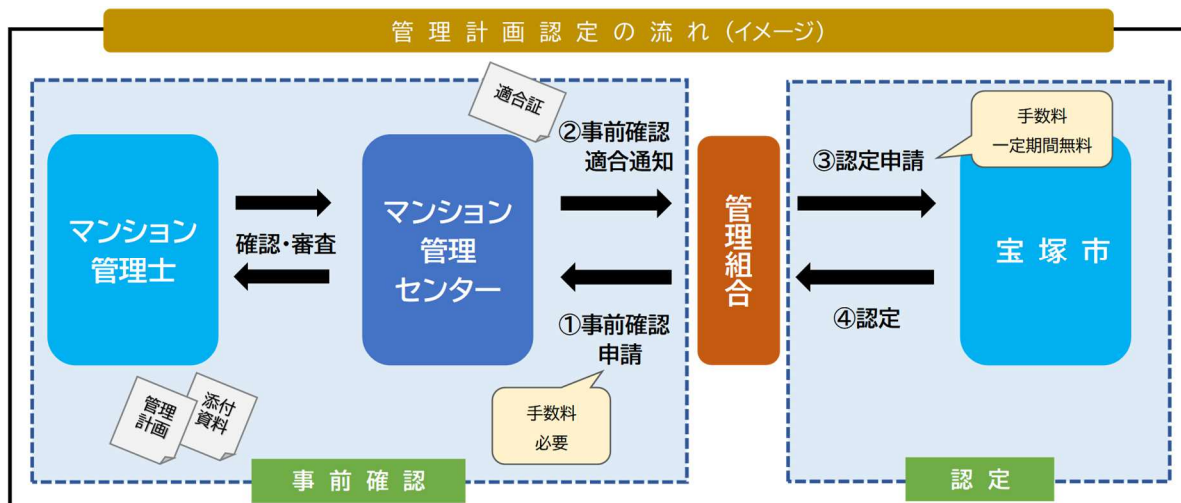 管理計画認定の流れ(イメージ)
適合証
②事前確認
適合通知
手数料
一定期間無料
③認定申請
マンション
管理士
確認・審査
マンション
管理
センター
管理組合
宝塚市
①事前確認
申請
④認定
管理
計画
添付
資料
手数料
必要
事前確認
認定